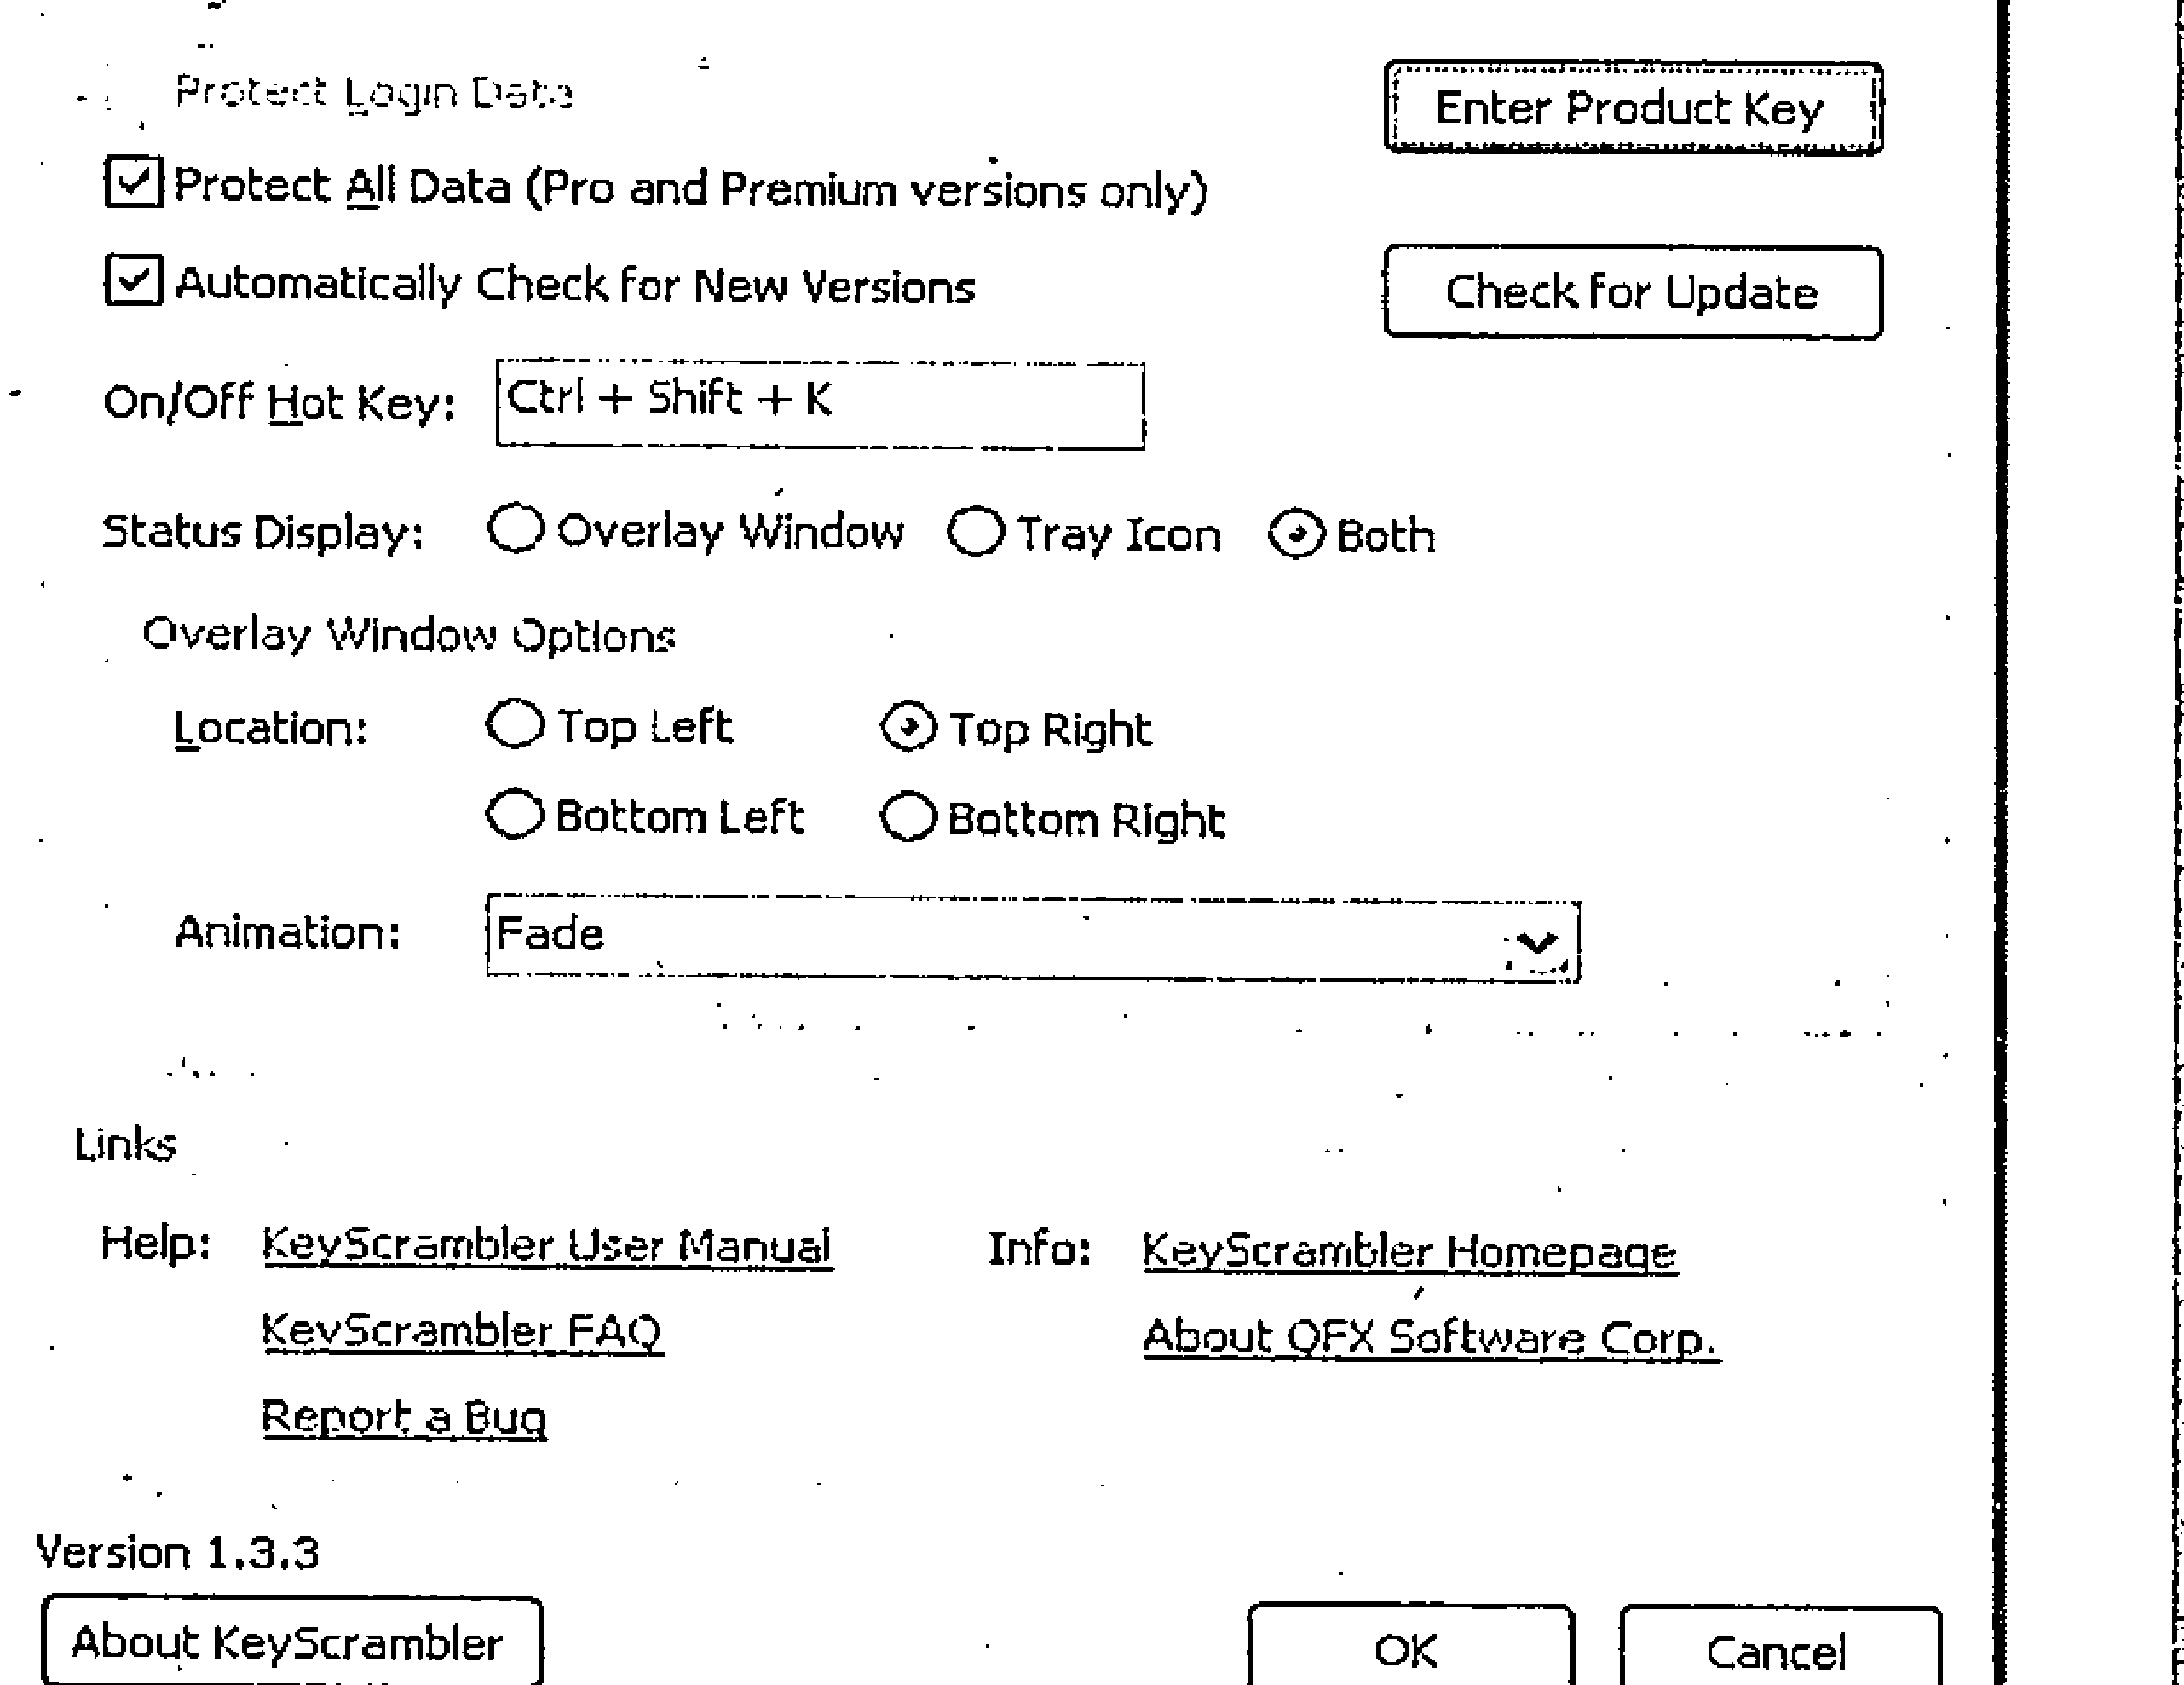 Protect Login Data
Enter Product Key
Protect All Data (Pro and Premium versions only)
Automatically Check for New Versions
Check for Update
On/Off Hot Key: Ctrl + Shift + K
Status Display: Overlay Window Tray Icon Both
Overlay Window Options
Location: Top Left Top Right
Bottom Left Bottom Right
Animation: Fade
Links
Help: KeyScrambler User Manual Info: KeyScrambler Homepage
KeyScrambler FAQ About QFX Software Corp.
Report a Bug
Version 1.3.3
About KeyScrambler OK Cancel